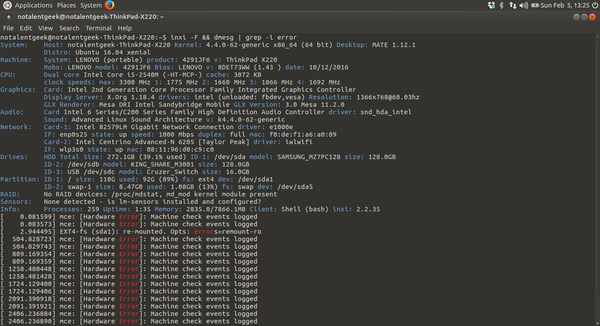 Applications Places System
Sun Feb 5, 13:25
notalentgeek@notalentgeek-ThinkPad-X220: ~
File Edit View Search Terminal Help
notalentgeek@notalentgeek-ThinkPad-X220:~$ inxi -F && dmesg | grep -i error
System: Host: notalentgeek-ThinkPad-X220 Kernel: 4.4.0-62-generic x86_64 (64 bit) Desktop: MATE 1.12.1
Distro: Ubuntu 16.04 xenial
Machine: System: LENOVO (portable) product: 4291JF6 v: ThinkPad X220
Mobo: LENOVO model: 4291JF6 Bios: LENOVO v: 8DET73WW (1.43 ) date: 10/12/2016
CPU: Dual core Intel Core i5-2540M (-HT-MCP-) cache: 3072 KB
clock speeds: max: 3300 MHz 1: 1775 MHz 2: 1660 MHz 3: 1866 MHz 4: 1692 MHz
Graphics: Card: Intel 2nd Generation Core Processor Family Integrated Graphics Controller
Display Server: X.Org 1.18.4 drivers: intel (unloaded: fbdev,vesa) Resolution: 1366x768@60.03hz
GLX Renderer: Mesa DRI Intel Sandybridge Mobile GLX Version: 3.0 Mesa 11.2.0
Audio: Card Intel 6 Series/C200 Series Family High Definition Audio Controller driver: snd_hda_intel
Sound: Advanced Linux Sound Architecture v: k4.4.0-62-generic
Network: Card-1: Intel 82579LM Gigabit Network Connection driver: e1000e
IF: enp0s25 state: up speed: 1000 Mbps duplex: full mac: f0:de:f1:a6:a0:09
Card-2: Intel Centrino Advanced-N 6205 [Taylor Peak] driver: iwlwifi
IF: wlp3s0 state: up mac: 08:11:96:d0:c9:c0
Drives: HDD Total Size: 272.1GB (39.1% used) ID-1: /dev/sda model: SAMSUNG_MZ7PC128 size: 128.0GB
ID-2: /dev/sdb model: KING_SHARE_M3001 size: 128.0GB
ID-3: USB /dev/sdc model: Cruzer_Switch size: 16.0GB
Partition: ID-1: / size: 110G used: 92G (89%) fs: ext4 dev: /dev/sda1
ID-2: swap-1 size: 8.47GB used: 1.08GB (13%) fs: swap dev: /dev/sda5
RAID: No RAID devices: /proc/mdstat, md_mod kernel module present
Sensors: None detected - is lm-sensors installed and configured?
Info: Processes: 259 Uptime: 1:35 Memory: 2835.0/7866.1MB Client: Shell (bash) inxi: 2.2.35
[ 0.081599] mce: [Hardware Error]: Machine check events logged
[ 0.083573] mce: [Hardware Error]: Machine check events logged
[ 2.944495] EXT4-fs (sda1): re-mounted. Opts: errors=remount-ro
[ 504.828723] mce: [Hardware Error]: Machine check events logged
[ 504.829743] mce: [Hardware Error]: Machine check events logged
[ 809.169354] mce: [Hardware Error]: Machine check events logged
[ 809.169359] mce: [Hardware Error]: Machine check events logged
[ 1258.480448] mce: [Hardware Error]: Machine check events logged
[ 1258.481428] mce: [Hardware Error]: Machine check events logged
[ 1724.129400] mce: [Hardware Error]: Machine check events logged
[ 1724.129406] mce: [Hardware Error]: Machine check events logged
[ 2091.390918] mce: [Hardware Error]: Machine check events logged
[ 2091.391921] mce: [Hardware Error]: Machine check events logged
[ 2406.236884] mce: [Hardware Error]: Machine check events logged
[ 2406.236890] mce: [Hardware Error]: Machine check events logged